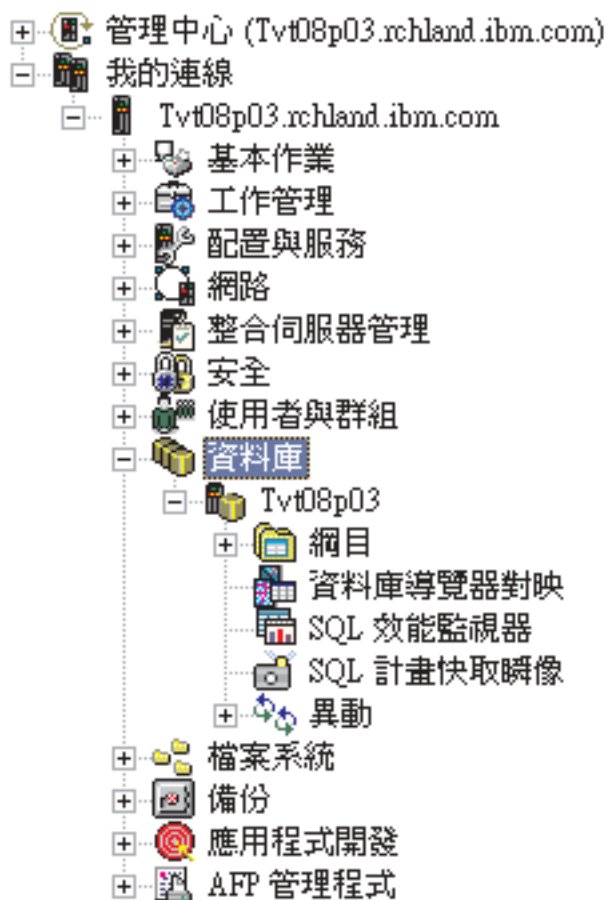 管理中心 (Tvt08p03.rchland.ibm.com)
我的連線
Tvt08p03.rchland.ibm.com
基本作業
工作管理
配置與服務
網路
整合伺服器管理
安全
使用者與群組
資料庫
Tvt08p03
綱目
資料庫導覽器對映
SQL 效能監視器
SQL 計畫快取瞬像
異動
檔案系統
備份
應用程式開發
AFP 管理程式